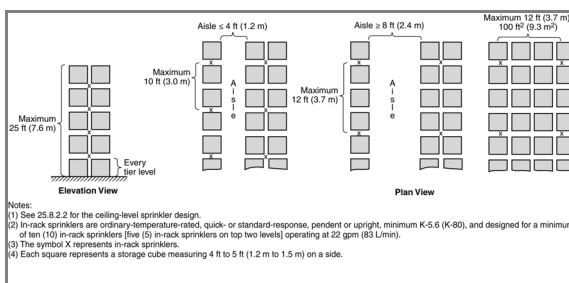 Aisle ≤ 4 ft (1.2 m)
Aisle ≥ 8 ft (2.4 m)
Maximum 12 ft (3.7 m)
100 ft² (9.3 m²)
x x x x x x
Maximum
10 ft (3.0 m)
A
i
s
l
e
Maximum
12 ft (3.7 m)
A
i
s
l
e
Maximum
25 ft (7.6 m)
x
x
x
x
Every
tier level
Elevation View
Plan View
Notes:
(1) See 25.8.2.2 for the ceiling-level sprinkler design.
(2) In-rack sprinklers are ordinary-temperature-rated, quick- or standard-response, pendent or upright, minimum K-5.6 (K-80), and designed for a minimum
of ten (10) in-rack sprinklers [five (5) in-rack sprinklers on top two levels] operating at 22 gpm (83 L/min).
(3) The symbol X represents in-rack sprinklers.
(4) Each square represents a storage cube measuring 4 ft to 5 ft (1.2 m to 1.5 m) on a side.